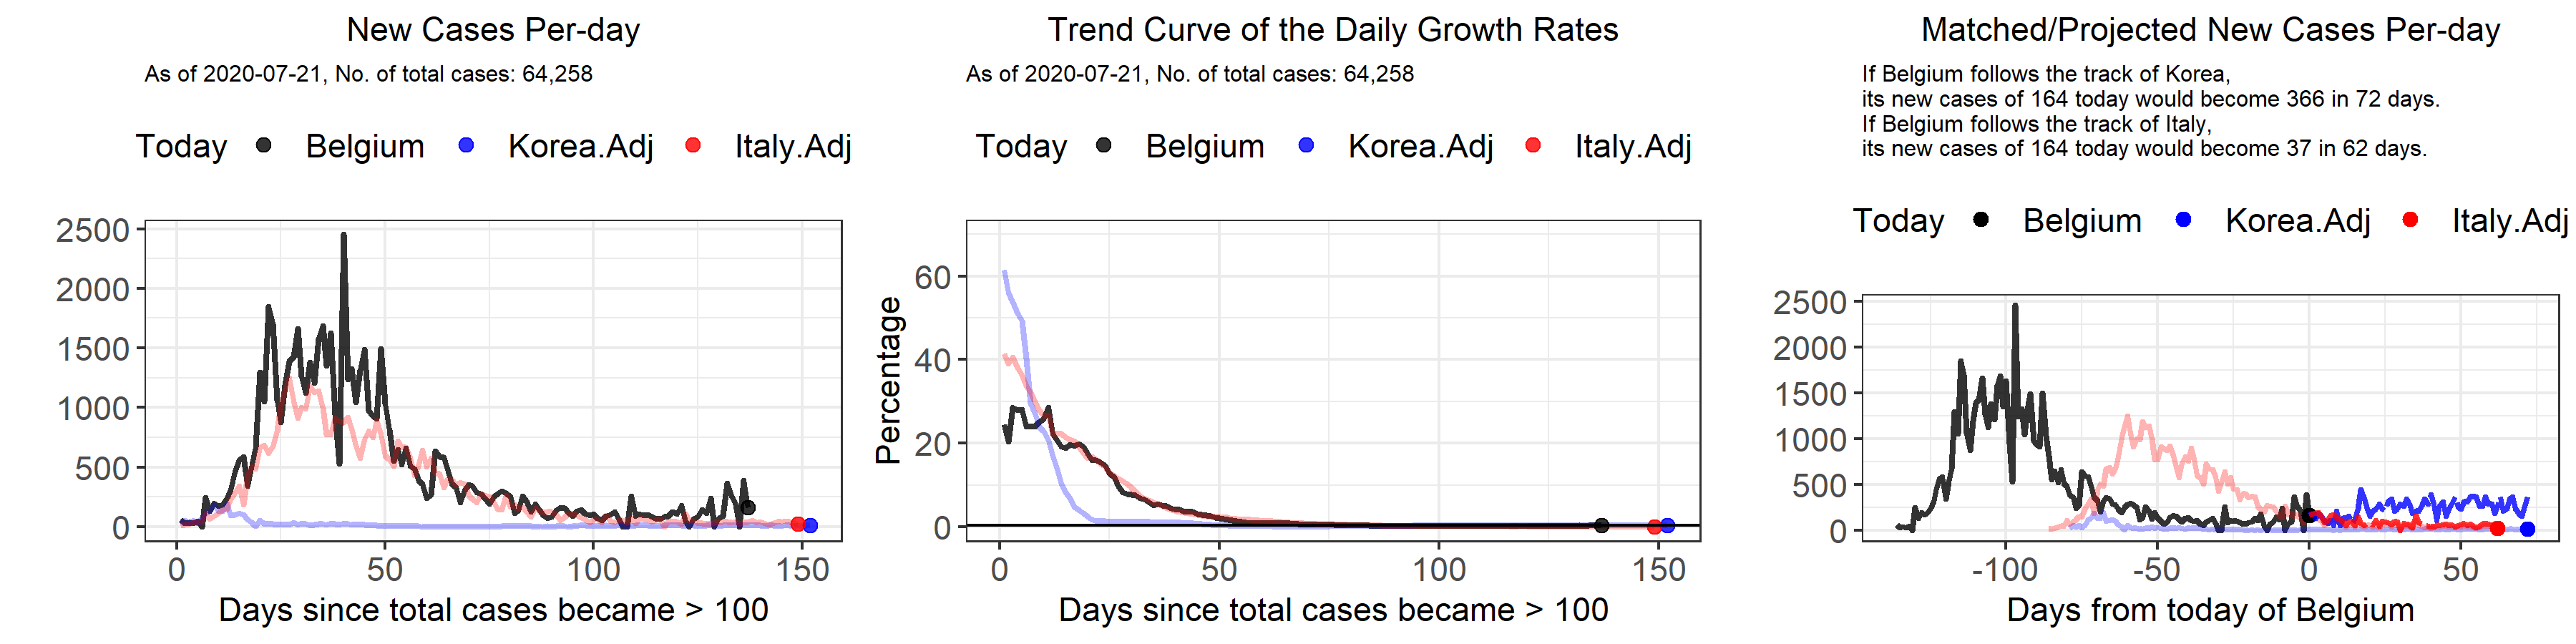 New Cases Per-day
As of 2020-07-21, No. of total cases: 64,258
Today Belgium Korea.Adj Italy.Adj
2500
2000
1500
1000
500
0
0 50 100 150
Days since total cases became > 100
Trend Curve of the Daily Growth Rates
As of 2020-07-21, No. of total cases: 64,258
Today Belgium Korea.Adj Italy.Adj
Percentage
60
40
20
0
0 50 100 150
Days since total cases became > 100
Matched/Projected New Cases Per-day
If Belgium follows the track of Korea,
its new cases of 164 today would become 366 in 72 days.
If Belgium follows the track of Italy,
its new cases of 164 today would become 37 in 62 days.
Today Belgium Korea.Adj Italy.Adj
2500
2000
1500
1000
500
0
-100 -50 0 50
Days from today of Belgium